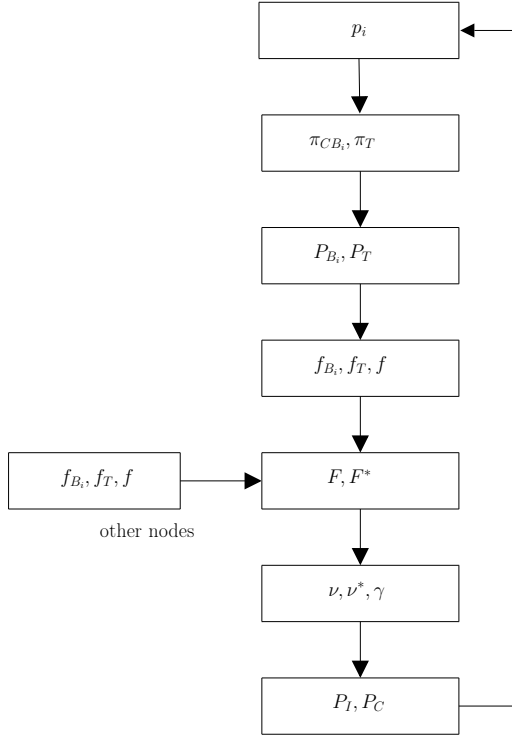 p_i
π_{CB_i}, π_T
P_{B_i}, P_T
f_{B_i}, f_T, f
f_{B_i}, f_T, f
F, F*
other nodes
ν, ν*, γ
P_I, P_C